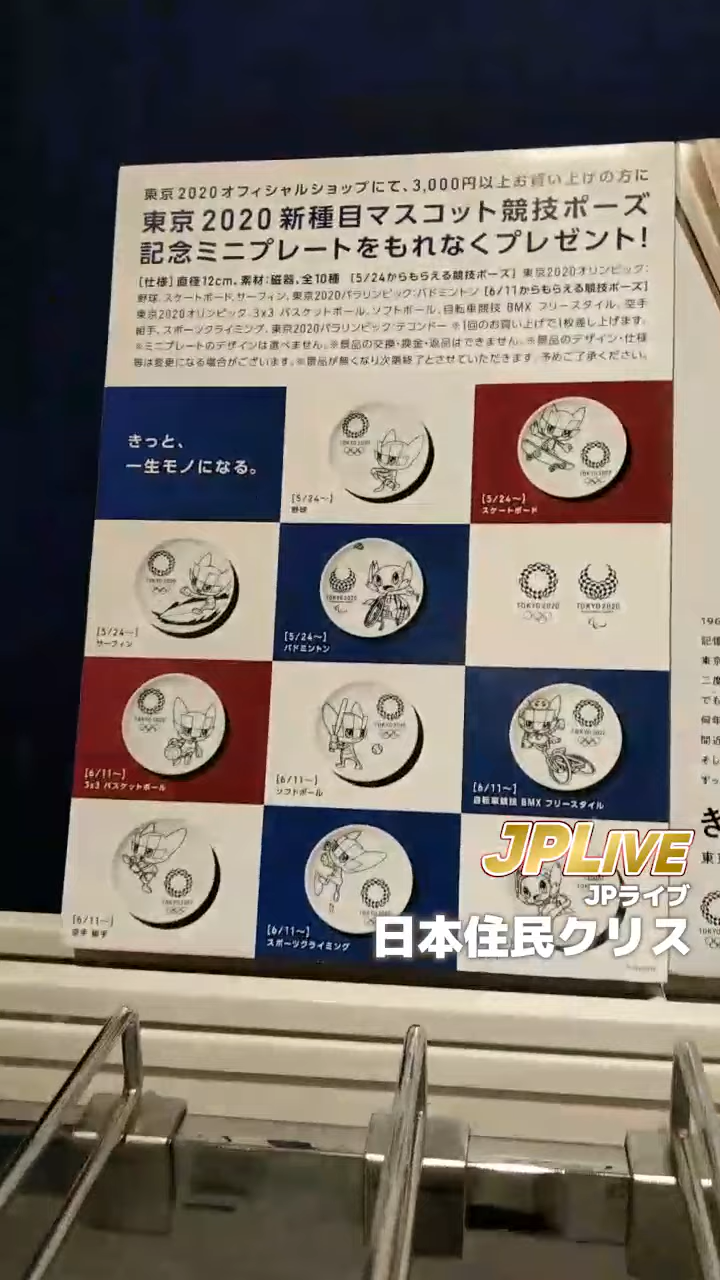 東京2020オフィシャルショップにて、3,000円以上お買い上げの方に
東京2020新種目マスコット競技ポーズ
記念ミニプレートをもれなくプレゼント！
[仕様] 直径12cm、素材：磁器、全10種 [5/24からもらえる競技ポーズ] 東京2020オリンピック：
野球、スケートボード、サーフィン、東京2020パラリンピック：バドミントン [6/11からもらえる競技ポーズ]
東京2020オリンピック：3x3 バスケットボール、ソフトボール、自転車競技 BMX フリースタイル、空手
組手、スポーツクライミング、東京2020パラリンピック：テコンドー ※1回のお買い上げで1枚差し上げます。
※ミニプレートのデザインは選べません。※景品の交換・換金・返品はできません。※景品のデザイン・仕様
等は変更になる場合がございます。※景品が無くなり次第終了とさせていただきます。予めご了承ください。
きっと、
一生モノになる。
TOKYO 2020
[5/24〜]
野球
TOKYO 2020
[5/24〜]
スケートボード
TOKYO 2020
[5/24〜]
サーフィン
TOKYO 2020
[5/24〜]
バドミントン
TOKYO 2020
TOKYO 2020
TOKYO 2020
[6/11〜]
3x3 バスケットボール
TOKYO 2020
[6/11〜]
ソフトボール
TOKYO 2020
[6/11〜]
自転車競技 BMX フリースタイル
TOKYO 2020
[6/11〜]
空手 組手
TOKYO 2020
[6/11〜]
スポーツクライミング
JPLIVE
JPライブ
日本住民クリス